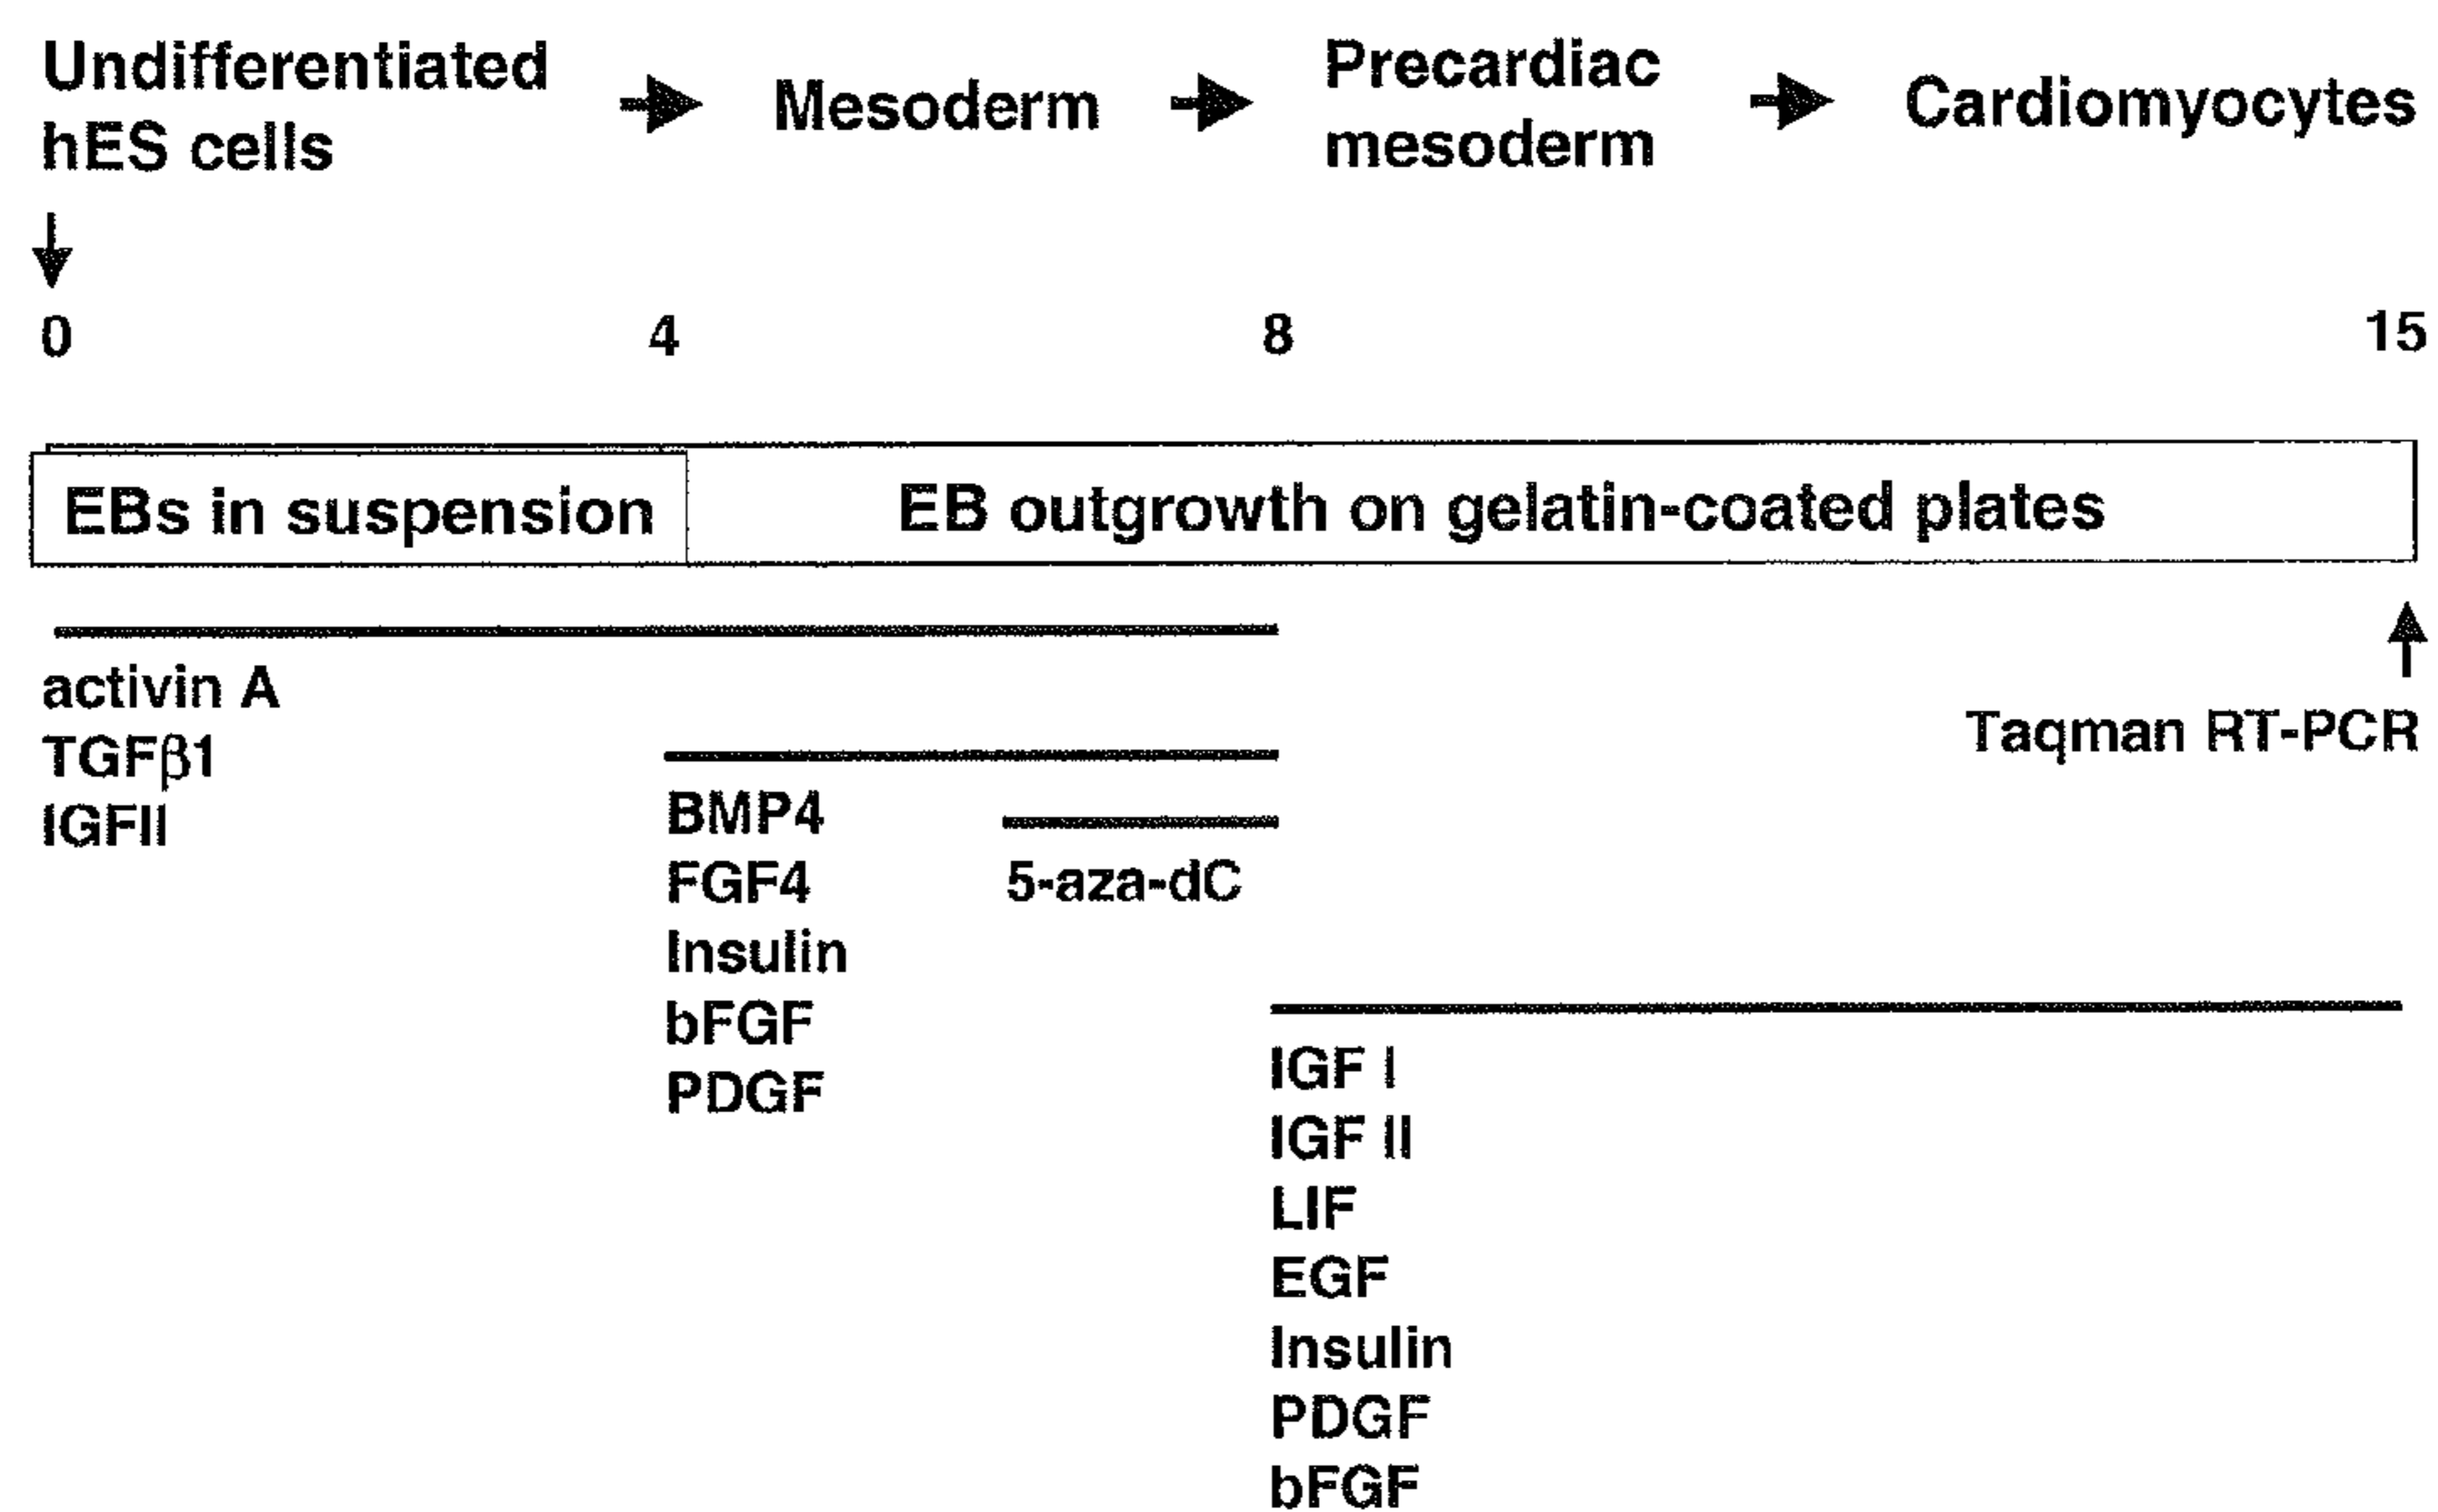 Undifferentiated
hES cells
Mesoderm
Precardiac
mesoderm
Cardiomyocytes
0
4
8
15
EBs in suspension
EB outgrowth on gelatin-coated plates
activin A
TGFβ1
IGFII
Taqman RT-PCR
BMP4
FGF4
Insulin
bFGF
PDGF
5-aza-dC
IGF I
IGF II
LIF
EGF
Insulin
PDGF
bFGF